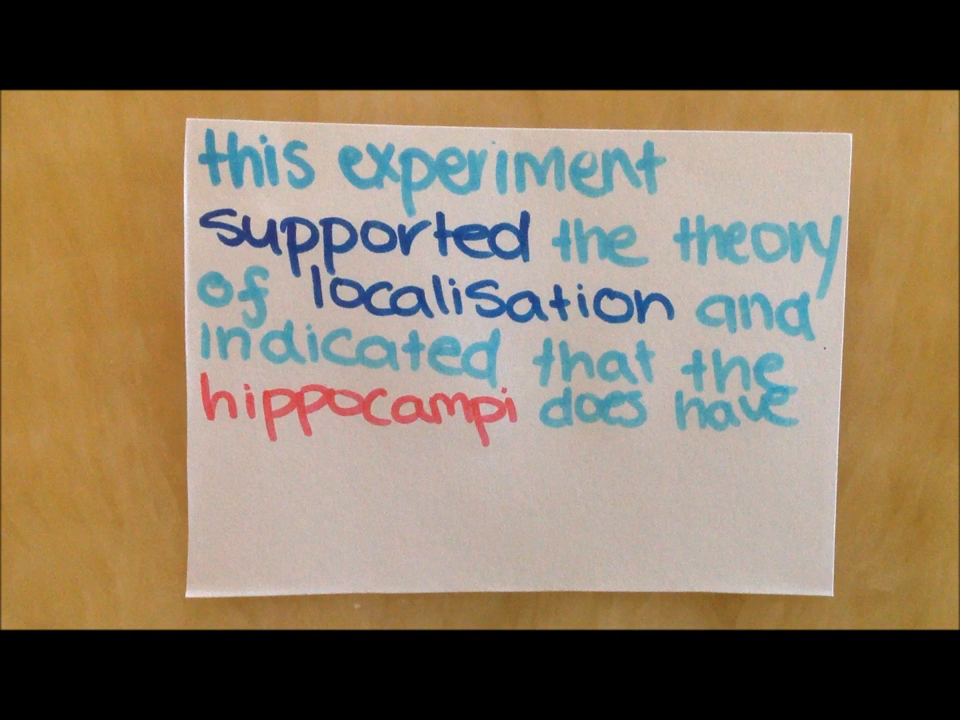 this experiment
supported the theory
of localisation and
indicated that the
hippocampi does have